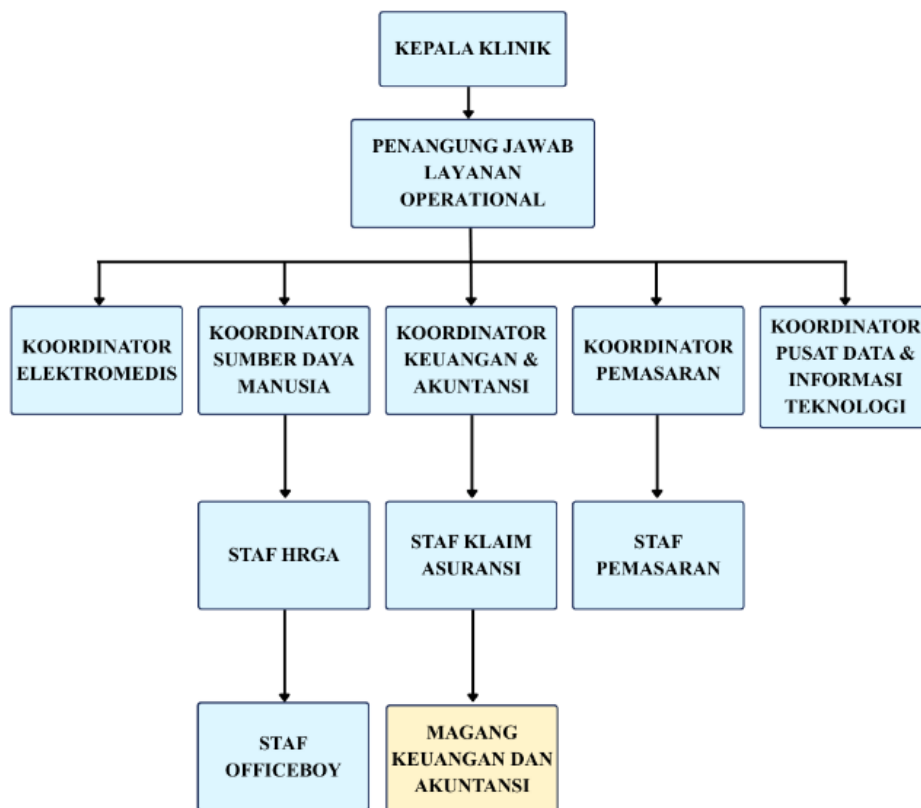 KEPALA KLINIK
PENANGUNG JAWAB
LAYANAN
OPERATIONAL
KOORDINATOR
ELEKTROMEDIS
KOORDINATOR
SUMBER DAYA
MANUSIA
KOORDINATOR
KEUANGAN &
AKUNTANSI
KOORDINATOR
PEMASARAN
KOORDINATOR
PUSAT DATA &
INFORMASI
TEKNOLOGI
STAF HRGA
STAF KLAIM
ASURANSI
STAF
PEMASARAN
STAF
OFFICEBOY
MAGANG
KEUANGAN DAN
AKUNTANSI